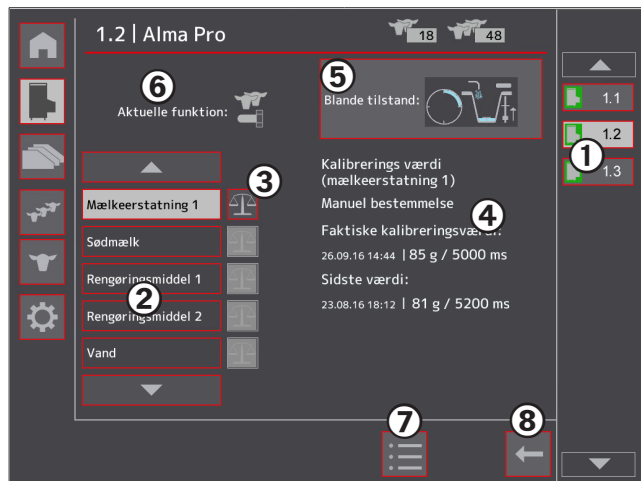 1.2 | Alma Pro
18
48
6
Aktuelle funktion:
5
Blande tilstand:
1.1
1.2
1
1.3
3
Mælkeerstatning 1
Sødmælk
Rengøringsmiddel 1
2
Rengøringsmiddel 2
Vand
Kalibrerings værdi
(mælkeerstatning 1)
Manuel bestemmelse
4
Faktiske kalibreringsværdi:
26.09.16 14:44 | 85 g / 5000 ms
Sidste værdi:
23.08.16 18:12 | 81 g / 5200 ms
7
8